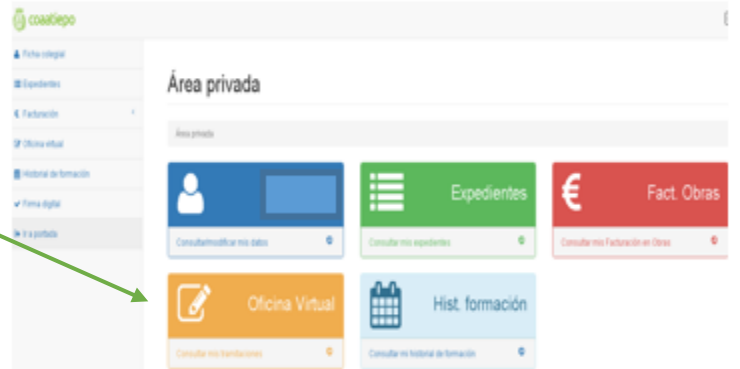 coaatiepo
Ficha colegial
Expedientes
Facturación
Oficina virtual
Historial de formación
Firma digital
Ir a portada
Área privada
Área privada
Expedientes
Fact. Obras
Consultar/modificar mis datos
Consultar mis expedientes
Consultar mis Facturación en Obras
Oficina Virtual
Hist. formación
Consultar mis tramitaciones
Consultar mi historial de formación